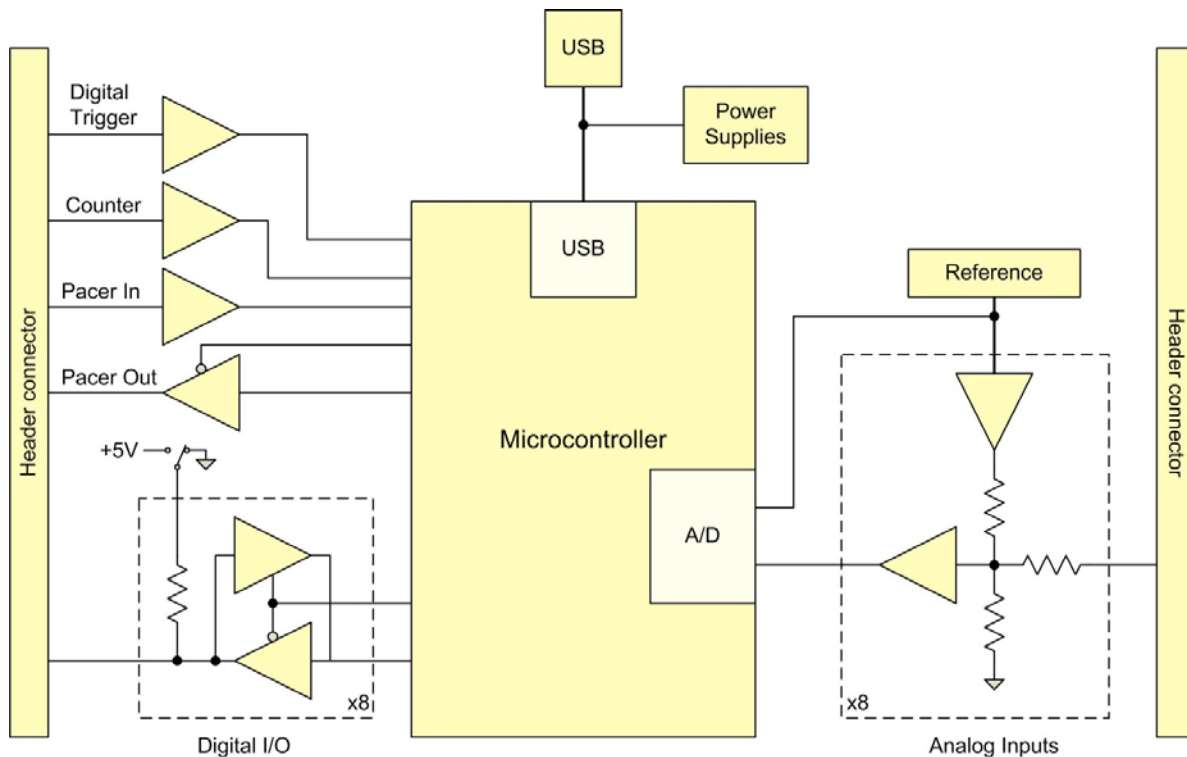 USB
Digital
Trigger
Power
Supplies
Counter
USB
Pacer In
Reference
Header connector
Header connector
Pacer Out
Microcontroller
+5V
A/D
x8
x8
Digital I/O
Analog Inputs